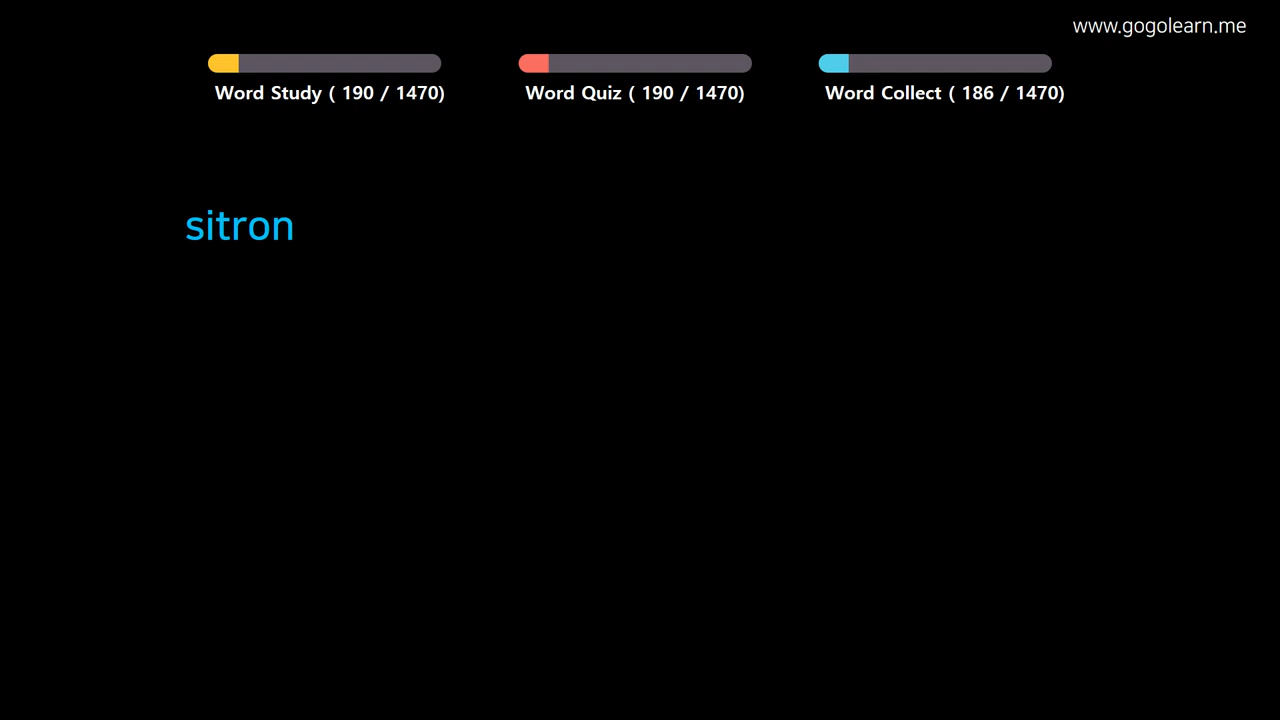 www.gogolearn.me
Word Study ( 190 / 1470) Word Quiz ( 190 / 1470) Word Collect ( 186 / 1470)
sitron